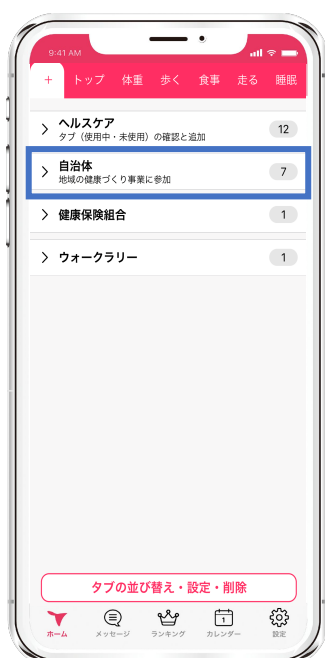 9:41 AM
+ トップ 体重 歩く 食事 走る 睡眠
ヘルスケア
タブ（使用中・未使用）の確認と追加
12
自治体
地域の健康づくり事業に参加
7
健康保険組合
1
ウォークラリー
1
タブの並び替え・設定・削除
1
ホーム メッセージ ランキング カレンダー 設定